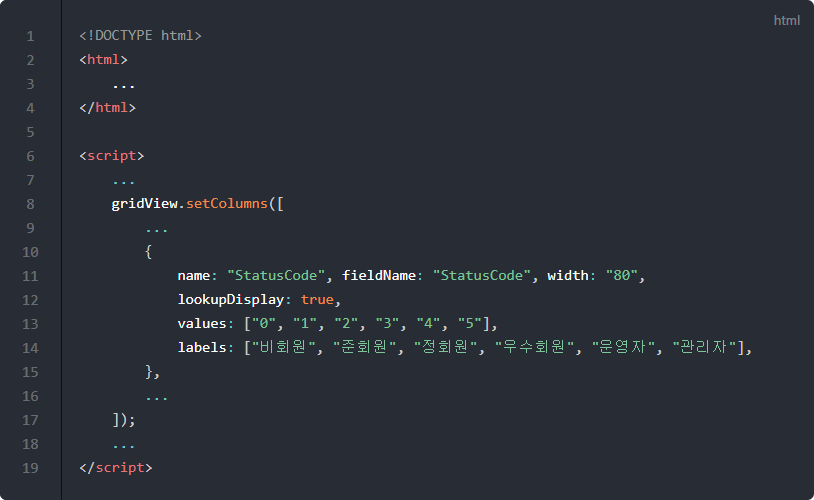 html
1 <!DOCTYPE html>
2 <html>
3     ...
4 </html>
5
6 <script>
7     ...
8     gridView.setColumns([
9         ...
10         {
11             name: "StatusCode", fieldName: "StatusCode", width: "80",
12             lookupDisplay: true,
13             values: ["0", "1", "2", "3", "4", "5"],
14             labels: ["비회원", "준회원", "정회원", "우수회원", "운영자", "관리자"],
15         },
16         ...
17     ]);
18     ...
19 </script>